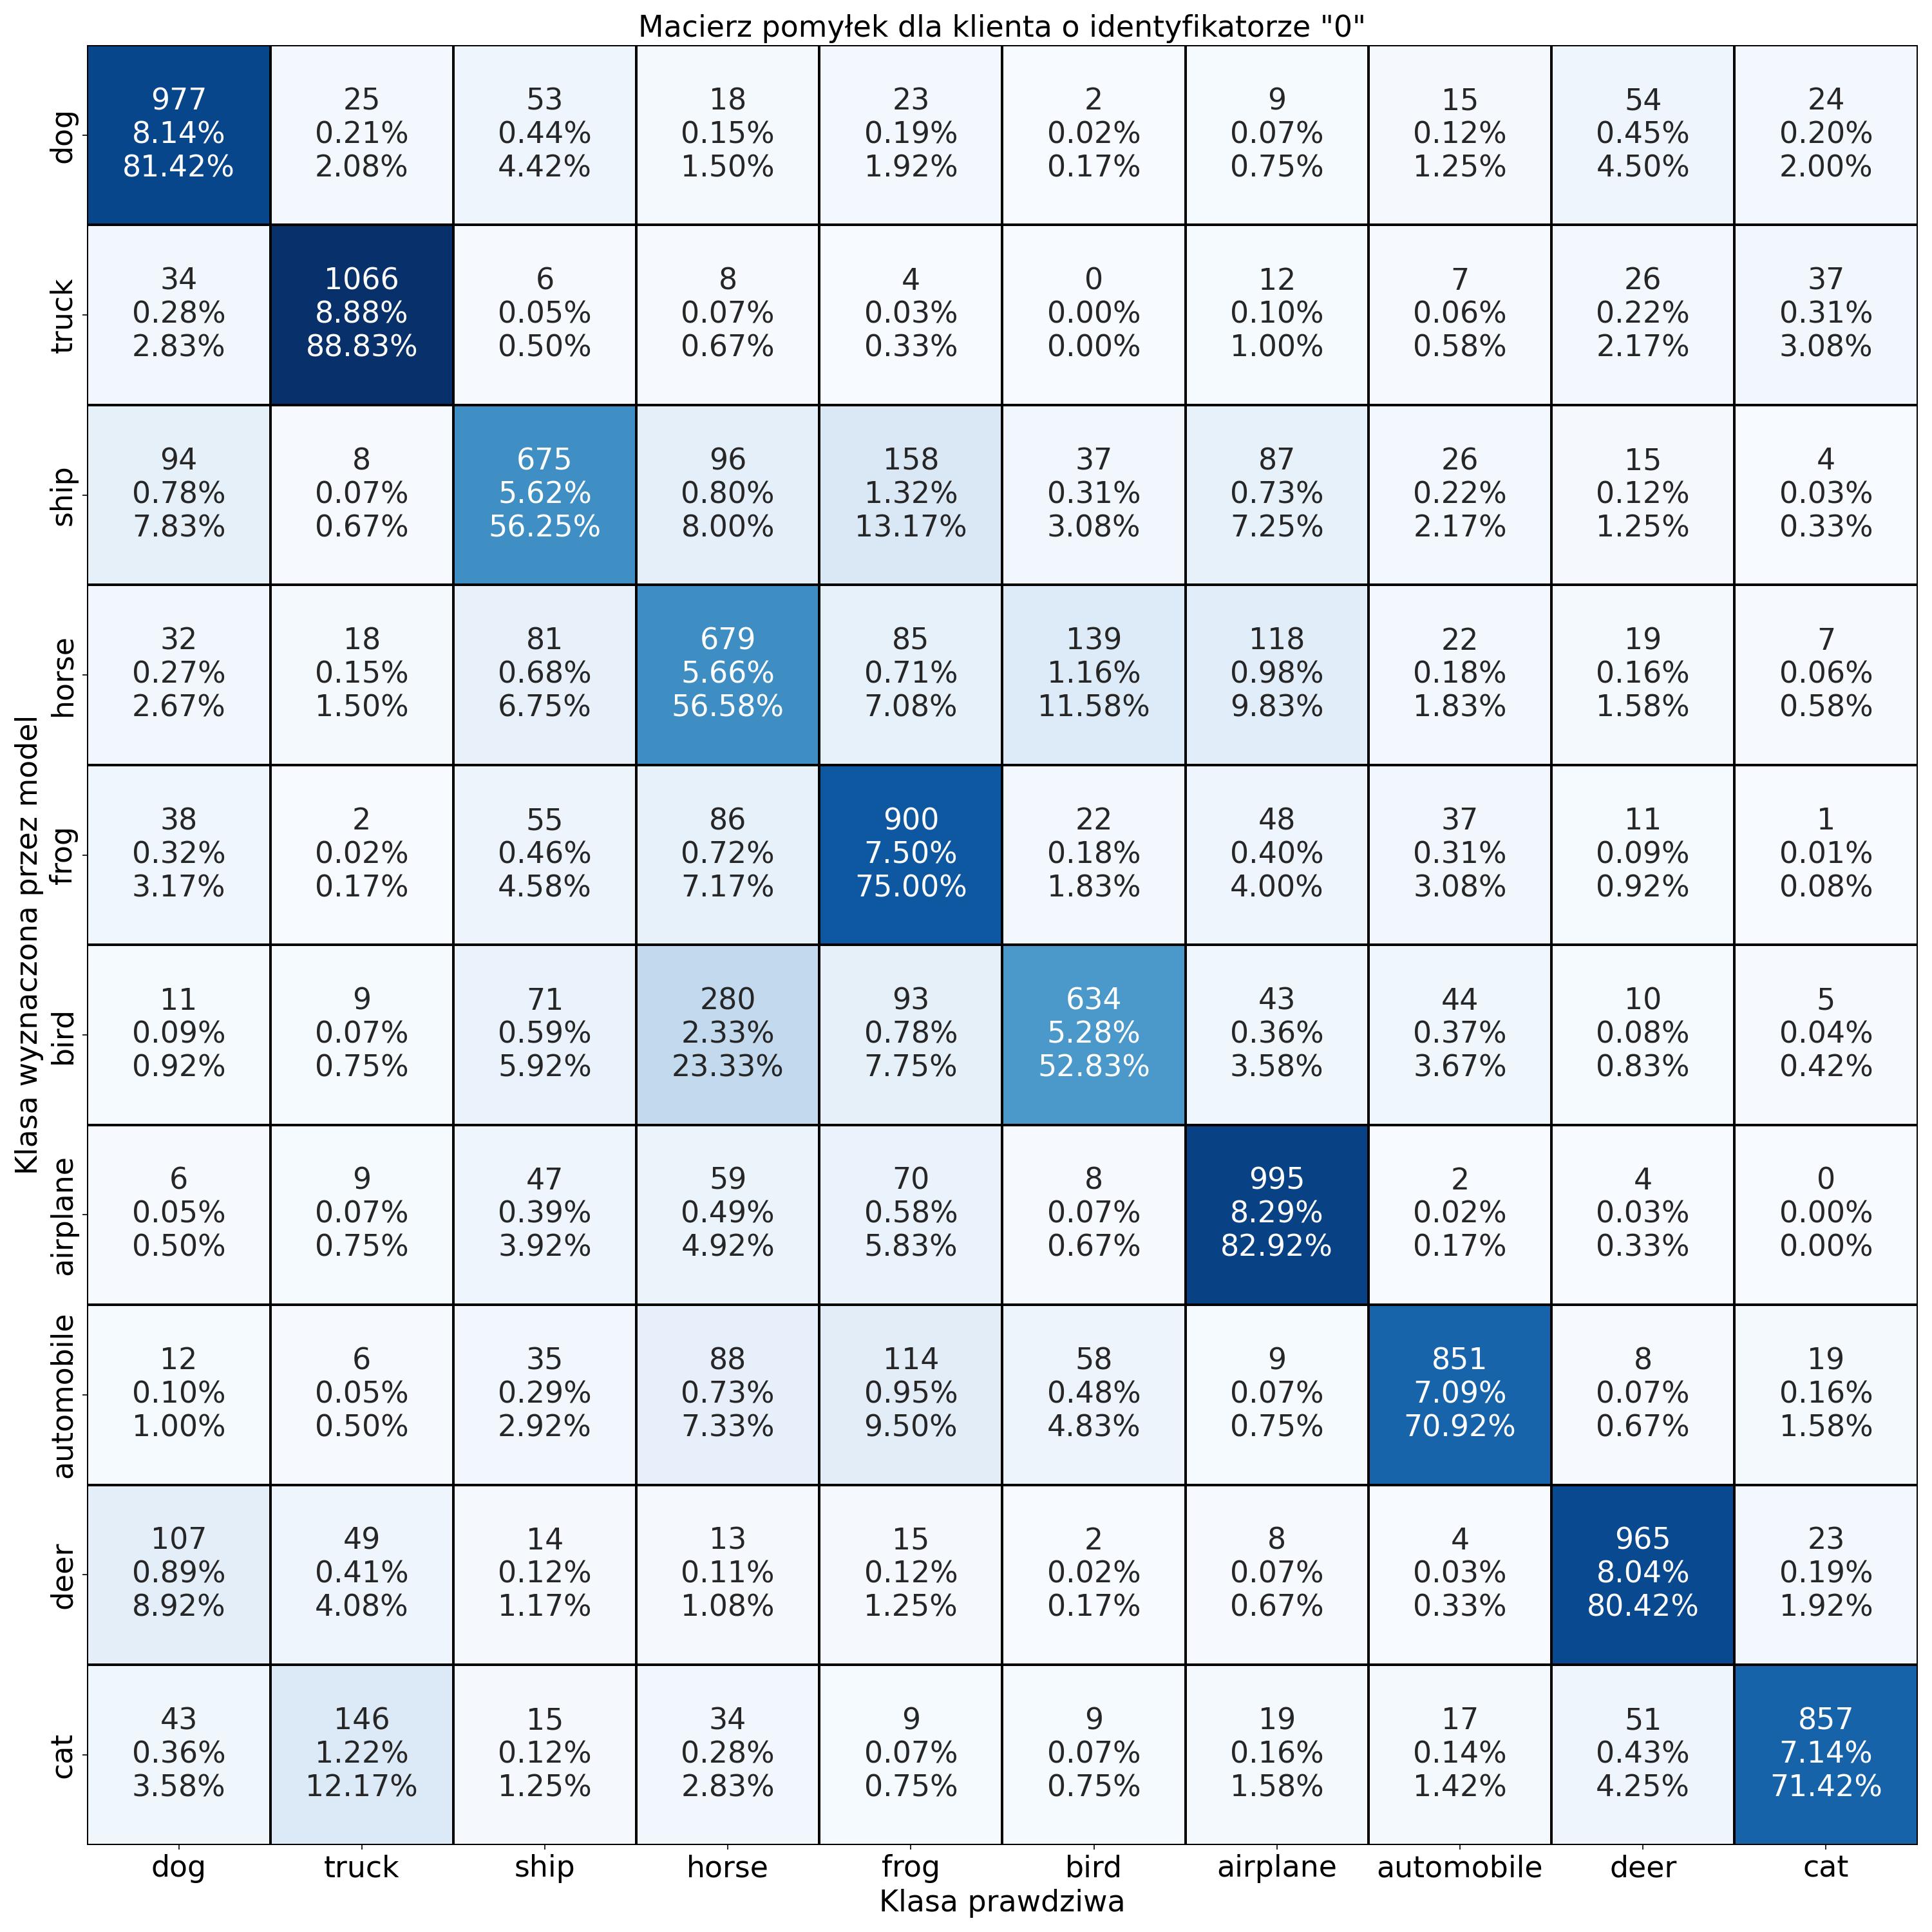 Macierz pomyłek dla klienta o identyfikatorze "0"
Klasa wyznaczona przez model
dog
977 25 53 18 23 2 9 15 54 24
8.14% 0.21% 0.44% 0.15% 0.19% 0.02% 0.07% 0.12% 0.45% 0.20%
81.42% 2.08% 4.42% 1.50% 1.92% 0.17% 0.75% 1.25% 4.50% 2.00%
truck
34 1066 6 8 4 0 12 7 26 37
0.28% 8.88% 0.05% 0.07% 0.03% 0.00% 0.10% 0.06% 0.22% 0.31%
2.83% 88.83% 0.50% 0.67% 0.33% 0.00% 1.00% 0.58% 2.17% 3.08%
ship
94 8 675 96 158 37 87 26 15 4
0.78% 0.07% 5.62% 0.80% 1.32% 0.31% 0.73% 0.22% 0.12% 0.03%
7.83% 0.67% 56.25% 8.00% 13.17% 3.08% 7.25% 2.17% 1.25% 0.33%
horse
32 18 81 679 85 139 118 22 19 7
0.27% 0.15% 0.68% 5.66% 0.71% 1.16% 0.98% 0.18% 0.16% 0.06%
2.67% 1.50% 6.75% 56.58% 7.08% 11.58% 9.83% 1.83% 1.58% 0.58%
frog
38 2 55 86 900 22 48 37 11 1
0.32% 0.02% 0.46% 0.72% 7.50% 0.18% 0.40% 0.31% 0.09% 0.01%
3.17% 0.17% 4.58% 7.17% 75.00% 1.83% 4.00% 3.08% 0.92% 0.08%
bird
11 9 71 280 93 634 43 44 10 5
0.09% 0.07% 0.59% 2.33% 0.78% 5.28% 0.36% 0.37% 0.08% 0.04%
0.92% 0.75% 5.92% 23.33% 7.75% 52.83% 3.58% 3.67% 0.83% 0.42%
airplane
6 9 47 59 70 8 995 2 4 0
0.05% 0.07% 0.39% 0.49% 0.58% 0.07% 8.29% 0.02% 0.03% 0.00%
0.50% 0.75% 3.92% 4.92% 5.83% 0.67% 82.92% 0.17% 0.33% 0.00%
automobile
12 6 35 88 114 58 9 851 8 19
0.10% 0.05% 0.29% 0.73% 0.95% 0.48% 0.07% 7.09% 0.07% 0.16%
1.00% 0.50% 2.92% 7.33% 9.50% 4.83% 0.75% 70.92% 0.67% 1.58%
deer
107 49 14 13 15 2 8 4 965 23
0.89% 0.41% 0.12% 0.11% 0.12% 0.02% 0.07% 0.03% 8.04% 0.19%
8.92% 4.08% 1.17% 1.08% 1.25% 0.17% 0.67% 0.33% 80.42% 1.92%
cat
43 146 15 34 9 9 19 17 51 857
0.36% 1.22% 0.12% 0.28% 0.07% 0.07% 0.16% 0.14% 0.43% 7.14%
3.58% 12.17% 1.25% 2.83% 0.75% 0.75% 1.58% 1.42% 4.25% 71.42%
dog truck ship horse frog bird airplane automobile deer cat
Klasa prawdziwa